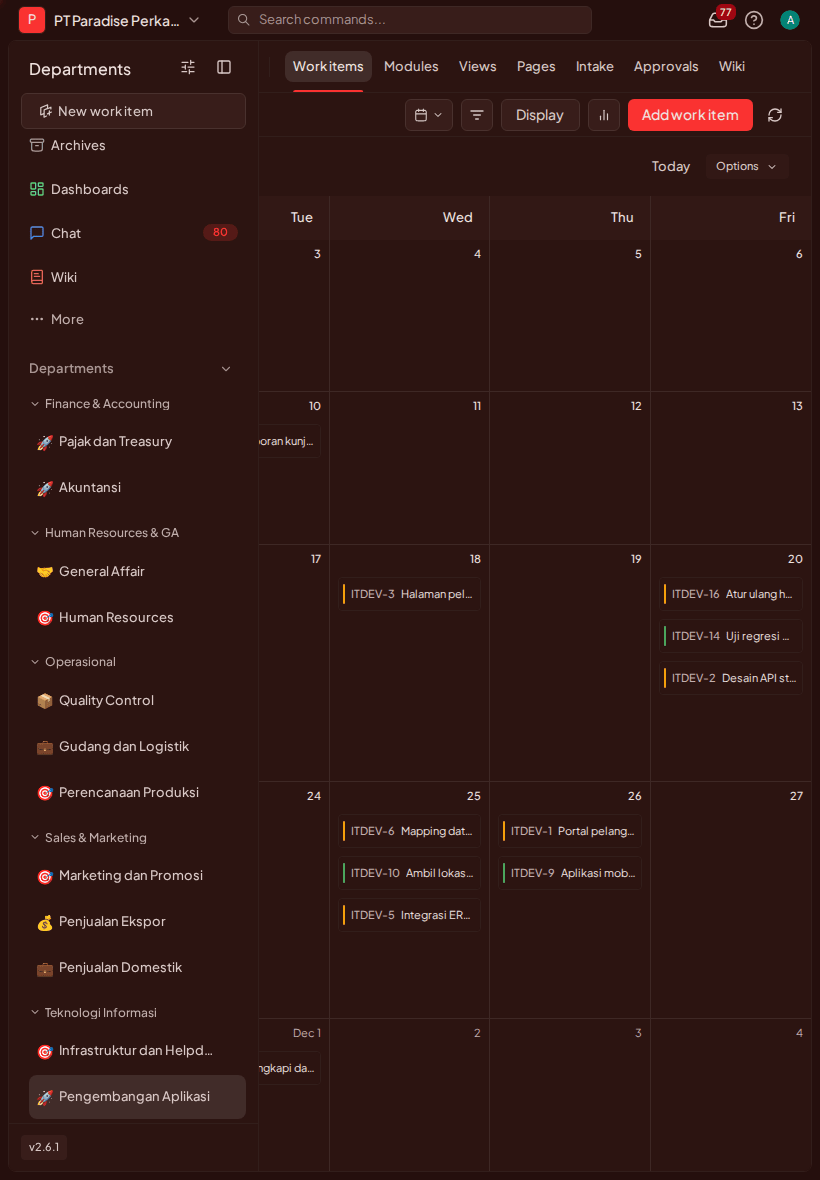 P PT Paradise Perka...
Search commands...
77
A
Departments
New work item
Archives
Dashboards
Chat 80
Wiki
More
Departments
Finance & Accounting
Pajak dan Treasury
Akuntansi
Human Resources & GA
General Affair
Human Resources
Operasional
Quality Control
Gudang dan Logistik
Perencanaan Produksi
Sales & Marketing
Marketing dan Promosi
Penjualan Ekspor
Penjualan Domestik
Teknologi Informasi
Infrastruktur dan Helpd...
Pengembangan Aplikasi
v2.6.1
Work items Modules Views Pages Intake Approvals Wiki
Display Add work item
Today Options
Tue Wed Thu Fri
3 4 5 6
10 11 12 13
poran kunj...
17 18 19 20
ITDEV-3 Halaman pel... ITDEV-16 Atur ulang h...
ITDEV-14 Uji regresi ...
ITDEV-2 Desain API st...
24 25 26 27
ITDEV-6 Mapping dat... ITDEV-1 Portal pelang...
ITDEV-10 Ambil lokas... ITDEV-9 Aplikasi mob...
ITDEV-5 Integrasi ER...
Dec 1 2 3 4
ngkapi da...